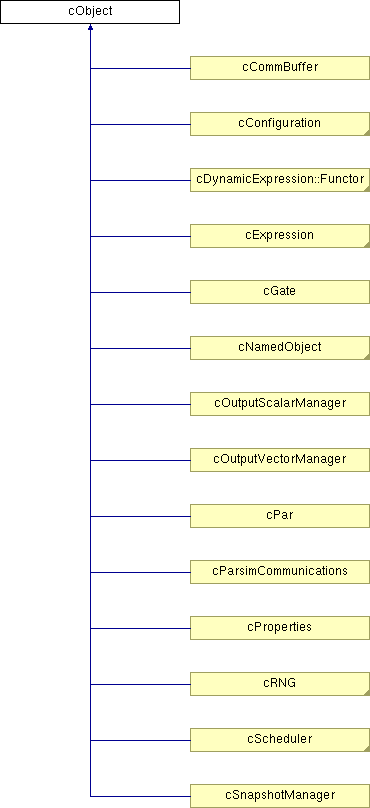 cObject
cCommBuffer
cConfiguration
cDynamicExpression::Functor
cExpression
cGate
cNamedObject
cOutputScalarManager
cOutputVectorManager
cPar
cParsimCommunications
cProperties
cRNG
cScheduler
cSnapshotManager